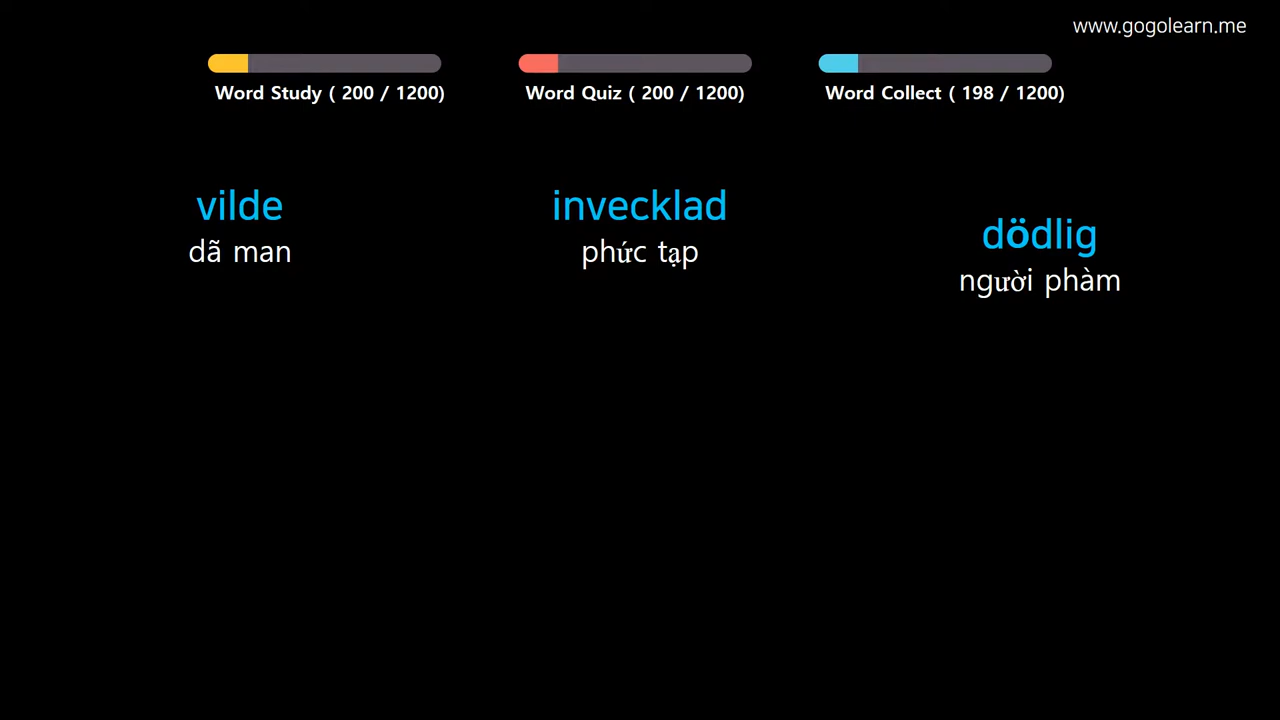 www.gogolearn.me
Word Study ( 200 / 1200)
Word Quiz ( 200 / 1200)
Word Collect ( 198 / 1200)
vilde
dã man
invecklad
phức tạp
dödlig
người phàm